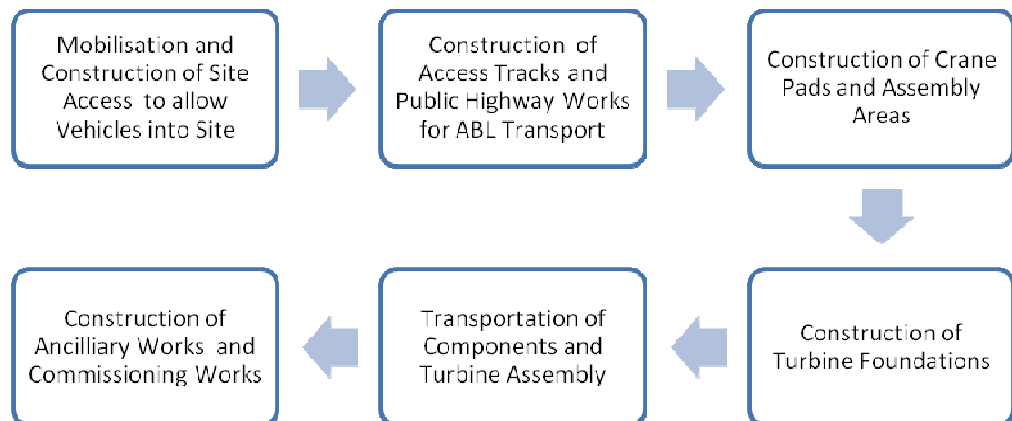 Mobilisation and
Construction of Site
Access to allow
Vehicles into Site
Construction of
Access Tracks and
Public Highway Works
for ABL Transport
Construction of Crane
Pads and Assembly
Areas
Construction of
Turbine Foundations
Transportation of
Components and
Turbine Assembly
Construction of
Ancilliary Works and
Commissioning Works